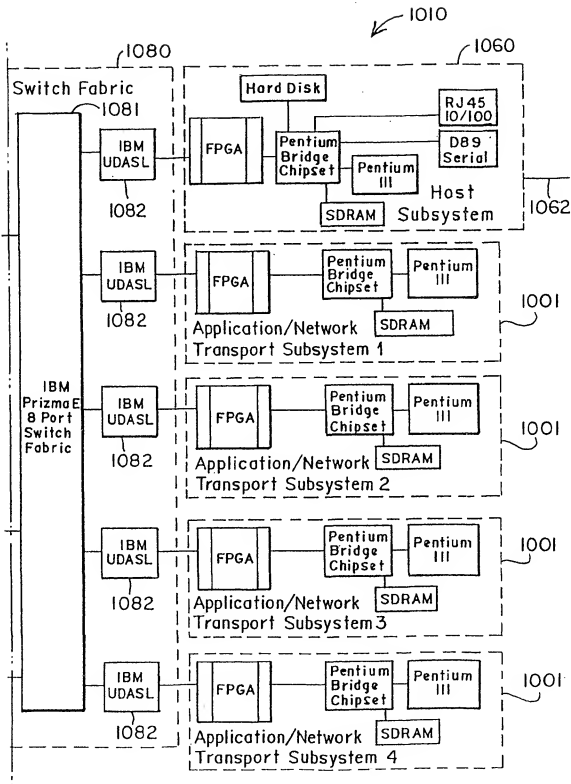 1010
1080
1060
Switch Fabric
1081
Hard Disk
RJ45
10/100
IBM
UDASL
FPGA
Pentium
Bridge
Chipset
D89
Serial
Pentium
III
1082
Host
Subsystem
SDRAM
1062
IBM
UDASL
FPGA
Pentium
Bridge
Chipset
Pentium
III
1082
SDRAM
1001
Application/Network
Transport Subsystem 1
IBM
PrizmaE
8 Port
Switch
Fabric
IBM
UDASL
FPGA
Pentium
Bridge
Chipset
Pentium
III
1082
SDRAM
1001
Application/Network
Transport Subsystem 2
IBM
UDASL
FPGA
Pentium
Bridge
Chipset
Pentium
III
1082
SDRAM
1001
Application/Network
Transport Subsystem 3
IBM
UDASL
FPGA
Pentium
Bridge
Chipset
Pentium
III
1082
SDRAM
1001
Application/Network
Transport Subsystem 4